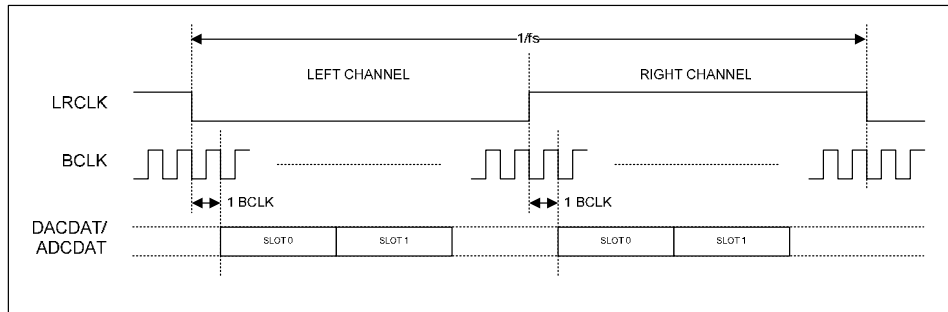 1/fs
LEFT CHANNEL RIGHT CHANNEL
LRCLK
BCLK
1 BCLK 1 BCLK
DACDAT/
ADCDAT
SLOT 0 SLOT 1 SLOT 0 SLOT 1